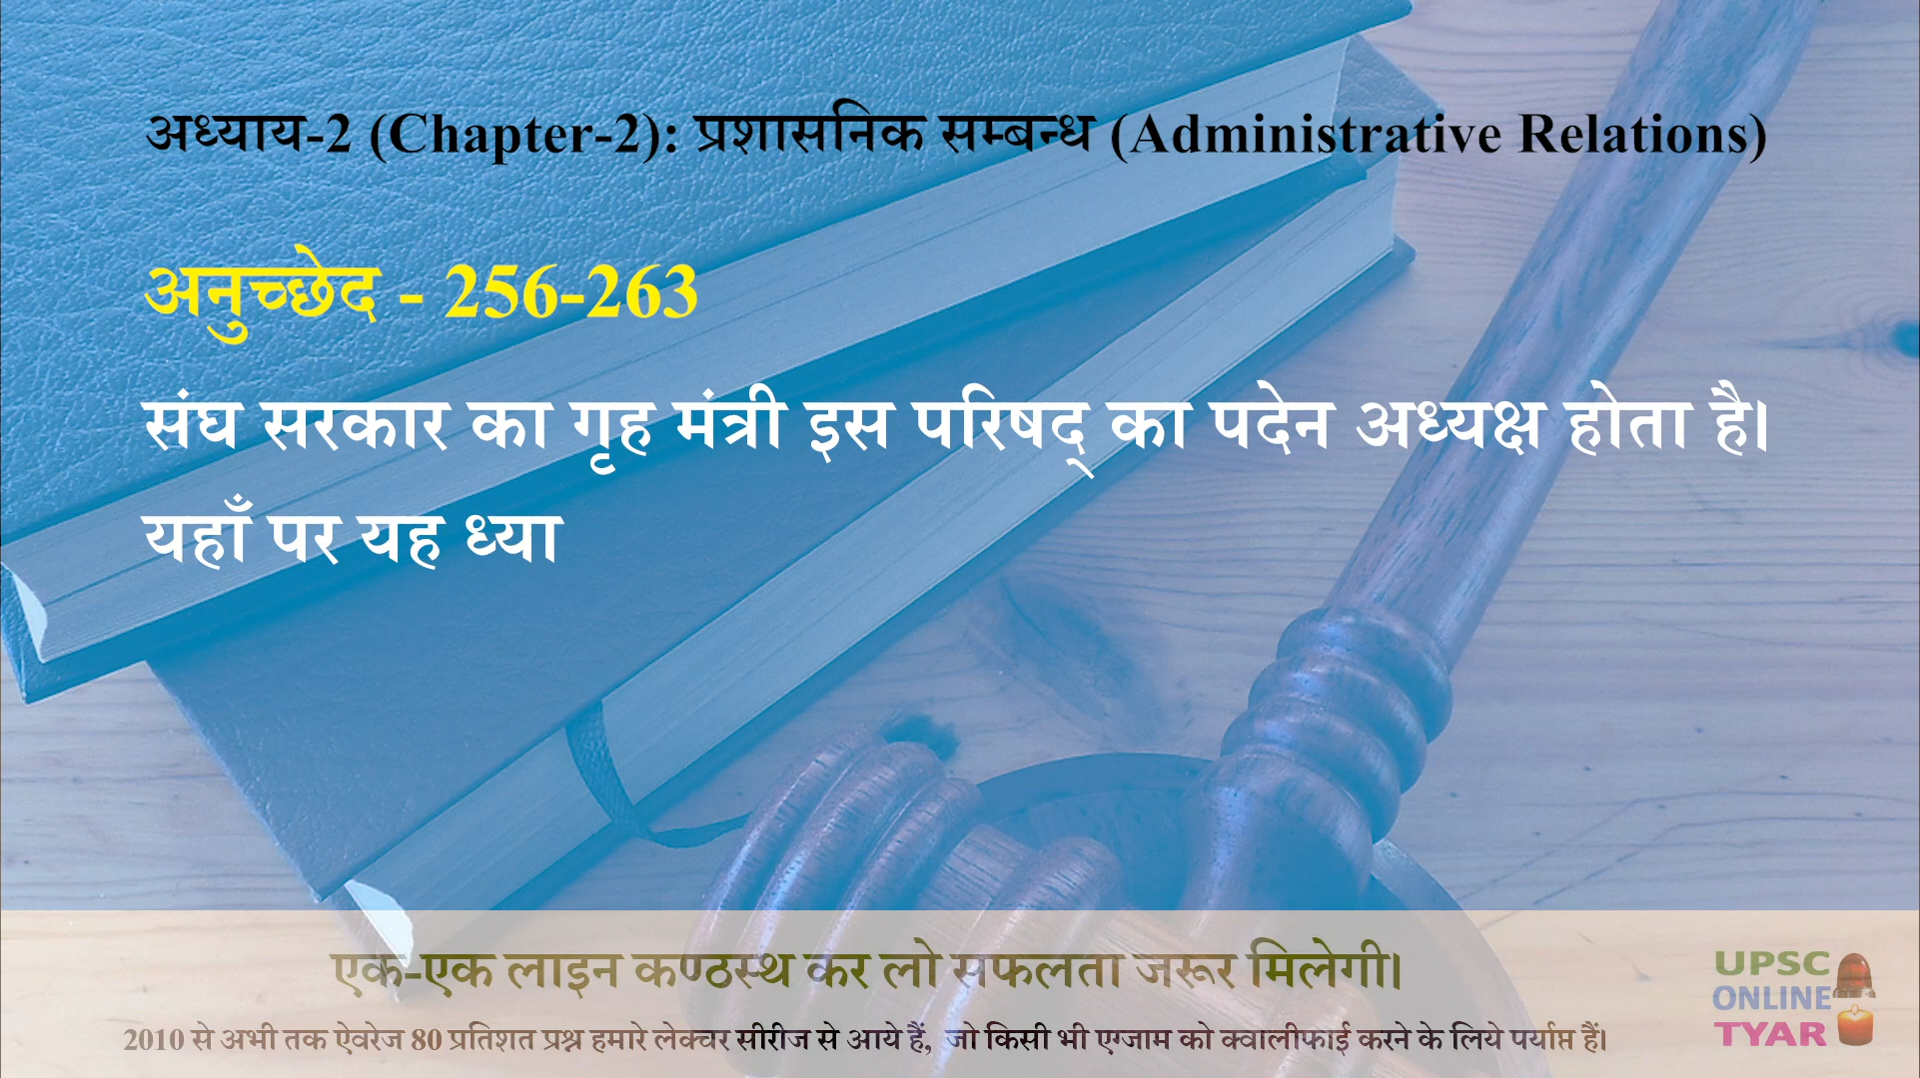 अध्याय-2 (Chapter-2): प्रशासनिक सम्बन्ध (Administrative Relations)
अनुच्छेद - 256-263
संघ सरकार का गृह मंत्री इस परिषद् का पदेन अध्यक्ष होता है।
यहाँ पर यह ध्या
एक-एक लाइन कण्ठस्थ कर लो सफलता जरूर मिलेगी।
2010 से अभी तक ऐवरेज 80 प्रतिशत प्रश्न हमारे लेक्चर सीरीज से आये हैं, जो किसी भी एग्जाम को क्वालीफाई करने के लिये पर्याप्त हैं।
UPSC
ONLINE
TYAR